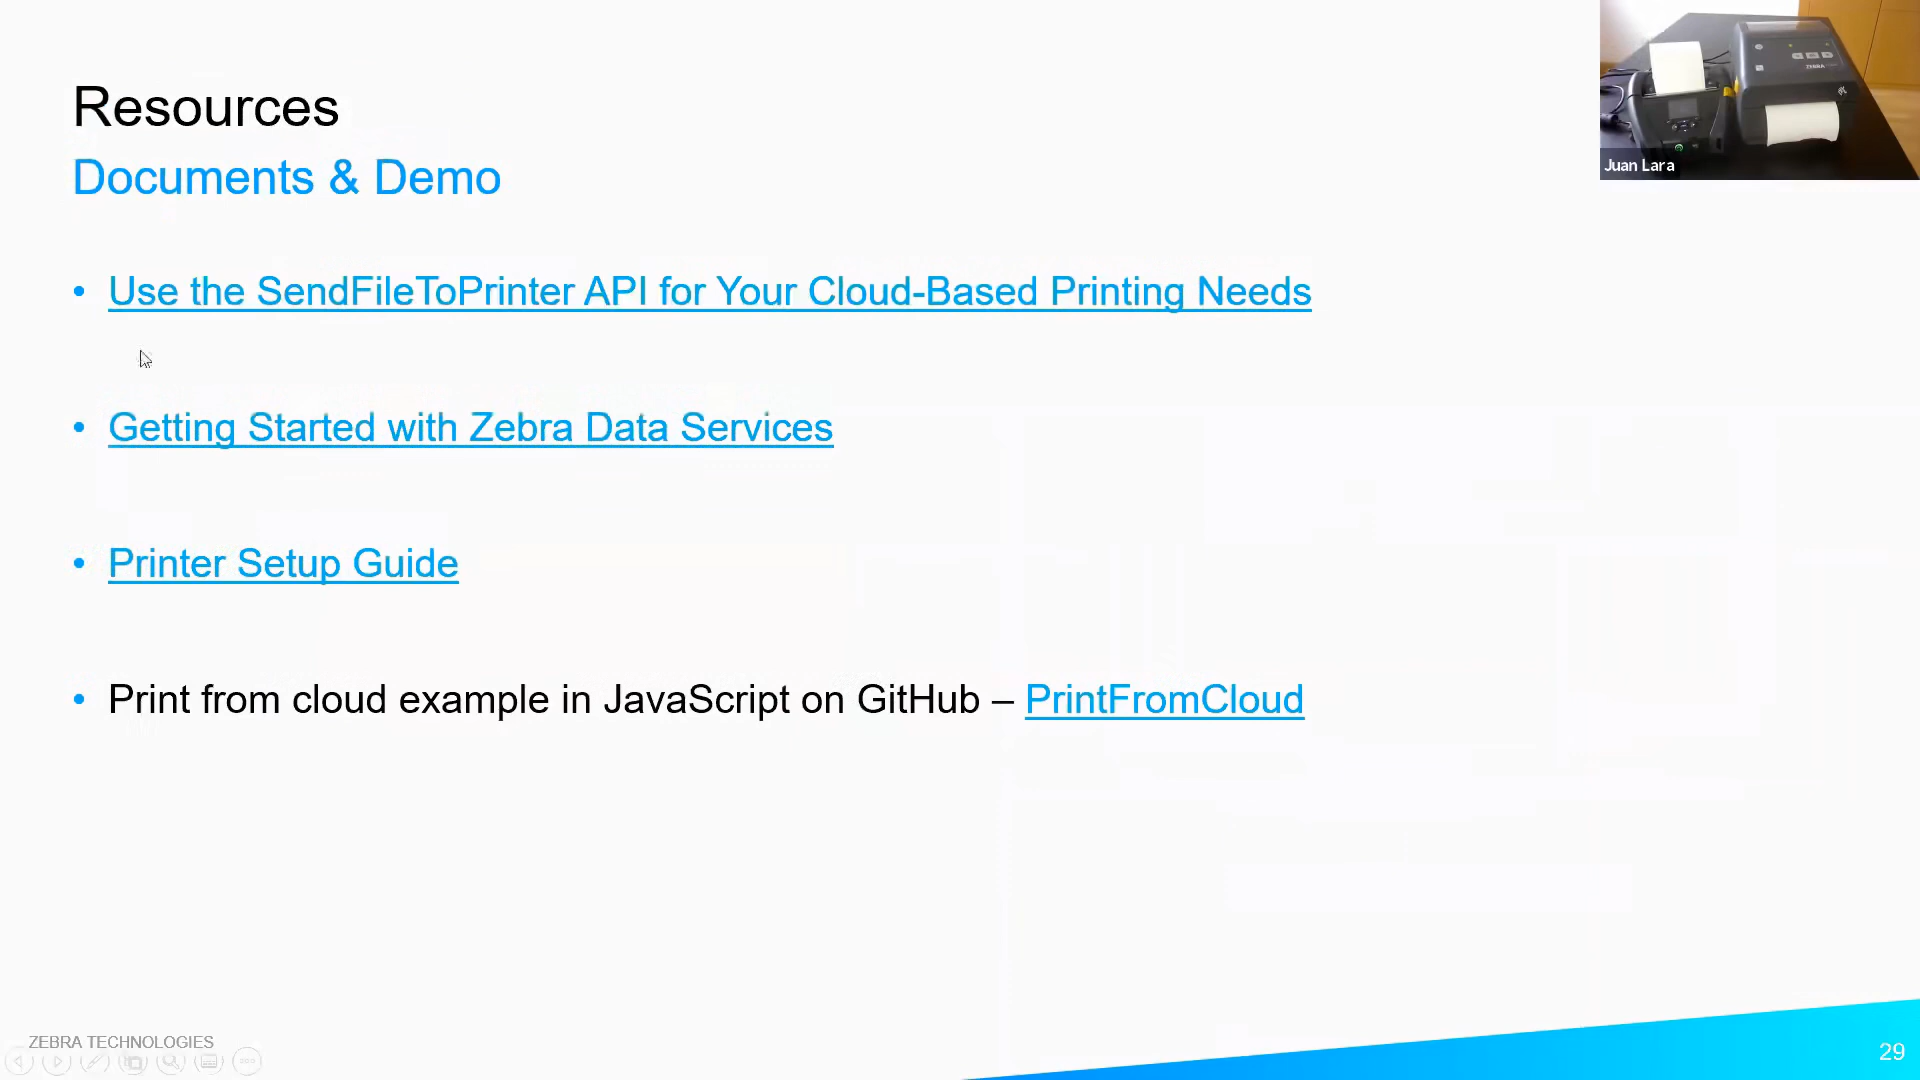 Resources
Documents & Demo
• Use the SendFileToPrinter API for Your Cloud-Based Printing Needs
• Getting Started with Zebra Data Services
• Printer Setup Guide
• Print from cloud example in JavaScript on GitHub – PrintFromCloud
ZEBRA
Juan Lara
ZEBRA TECHNOLOGIES
29